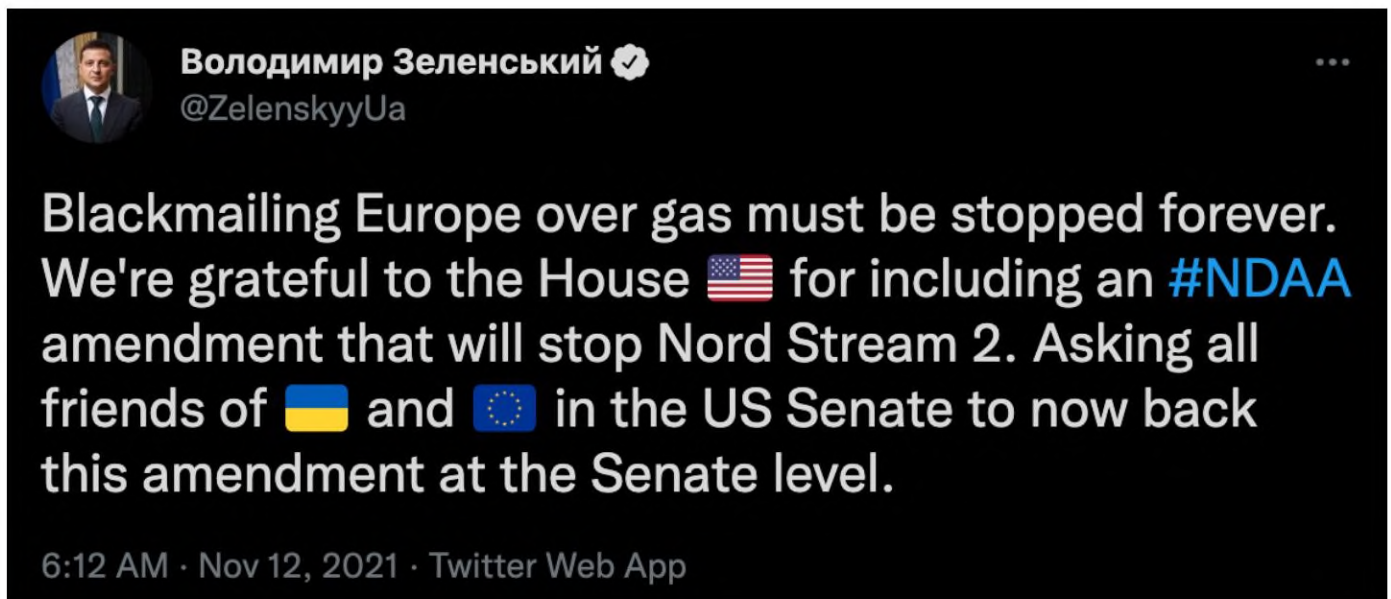 Володимир Зеленський
@ZelenskyyUa
Blackmailing Europe over gas must be stopped forever.
We're grateful to the House 🇺🇸 for including an #NDAA
amendment that will stop Nord Stream 2. Asking all
friends of 🇺🇦 and 🇪🇺 in the US Senate to now back
this amendment at the Senate level.
6:12 AM · Nov 12, 2021 · Twitter Web App